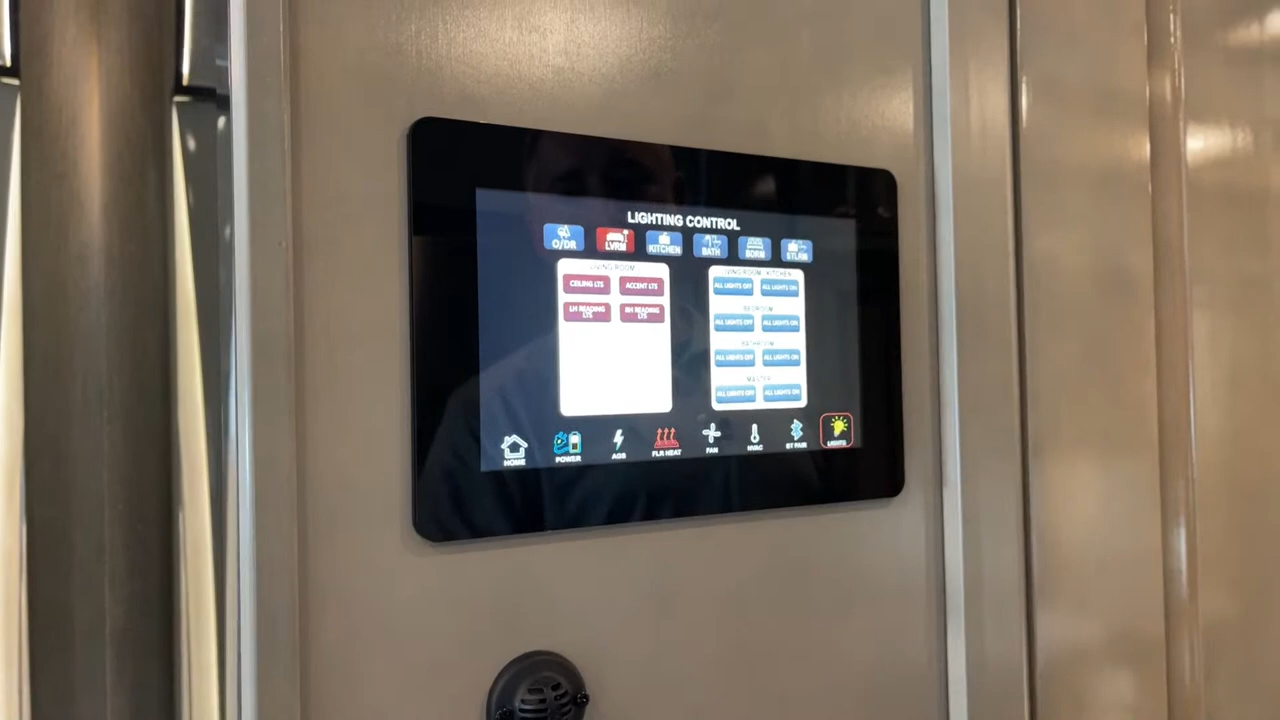 LIGHTING CONTROL
O/DR LVRM KITCHEN BATH BDRM
LIVING ROOM
CEILING LTS ACCENT LTS
LH READING LTS
RH READING LTS
LIVING ROOM / KITCHEN
ALL LIGHTS OFF ALL LIGHTS ON
BEDROOM
ALL LIGHTS OFF ALL LIGHTS ON
BATHROOM
ALL LIGHTS OFF ALL LIGHTS ON
MASTER
ALL LIGHTS OFF ALL LIGHTS ON
HOME POWER AGS FLR HEAT FAN HVAC BT PAIR LIGHTS